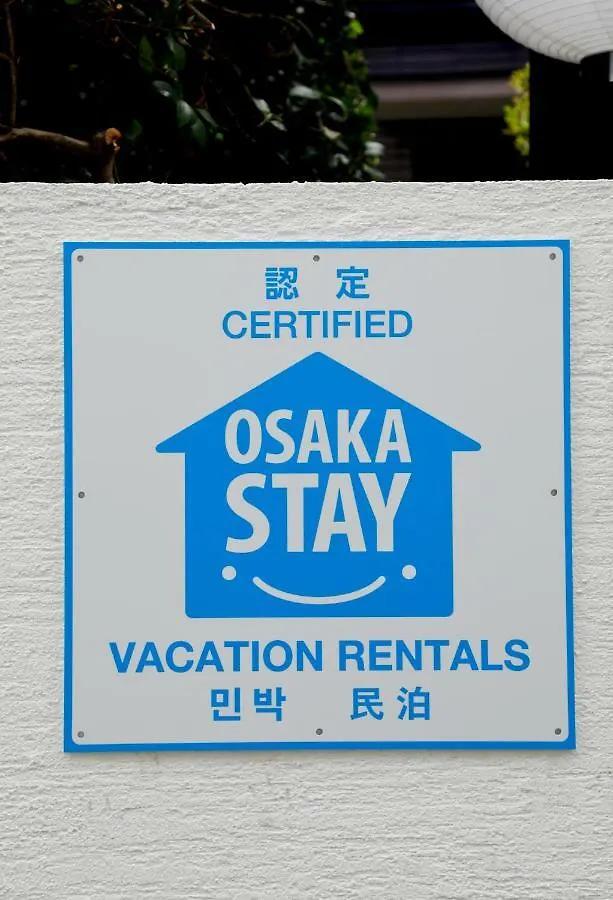 認 定
CERTIFIED
OSAKA
STAY
VACATION RENTALS
민박 民泊